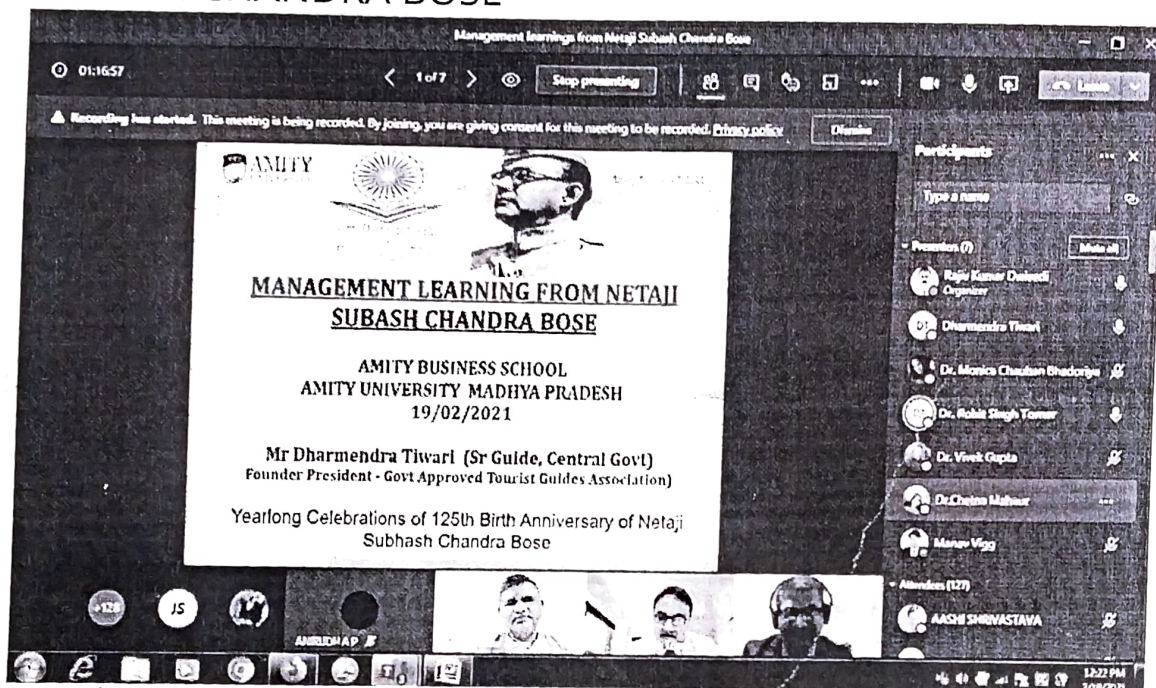 CHANDRA BOSE
Management learnings from Netaji Subash Chandra Bose
01:16:57
1 of 7
Stop presenting
Leave
Recording has started. This meeting is being recorded. By joining, you are giving consent for this meeting to be recorded. Privacy policy
Dismiss
Participants
Type a name
Presenters (7)
Mute all
Rajiv Kumar Dwivedi
Organizer
DT
Dharmendra Tiwari
Dr. Monica Chauhan Bhadoriya
Dr. Rohit Singh Tomar
Dr. Vivek Gupta
Dr.Chetna Mahaur
Manav Vigg
Attendees (127)
AASHI SHRIVASTAVA
AMITY
MANAGEMENT LEARNING FROM NETAJI
SUBASH CHANDRA BOSE
AMITY BUSINESS SCHOOL
AMITY UNIVERSITY MADHYA PRADESH
19/02/2021
Mr Dharmendra Tiwari (Sr Guide, Central Govt)
Founder President - Govt Approved Tourist Guides Association)
Yearlong Celebrations of 125th Birth Anniversary of Netaji
Subhash Chandra Bose
+128
JS
ANIRUDHA P
12:22 PM